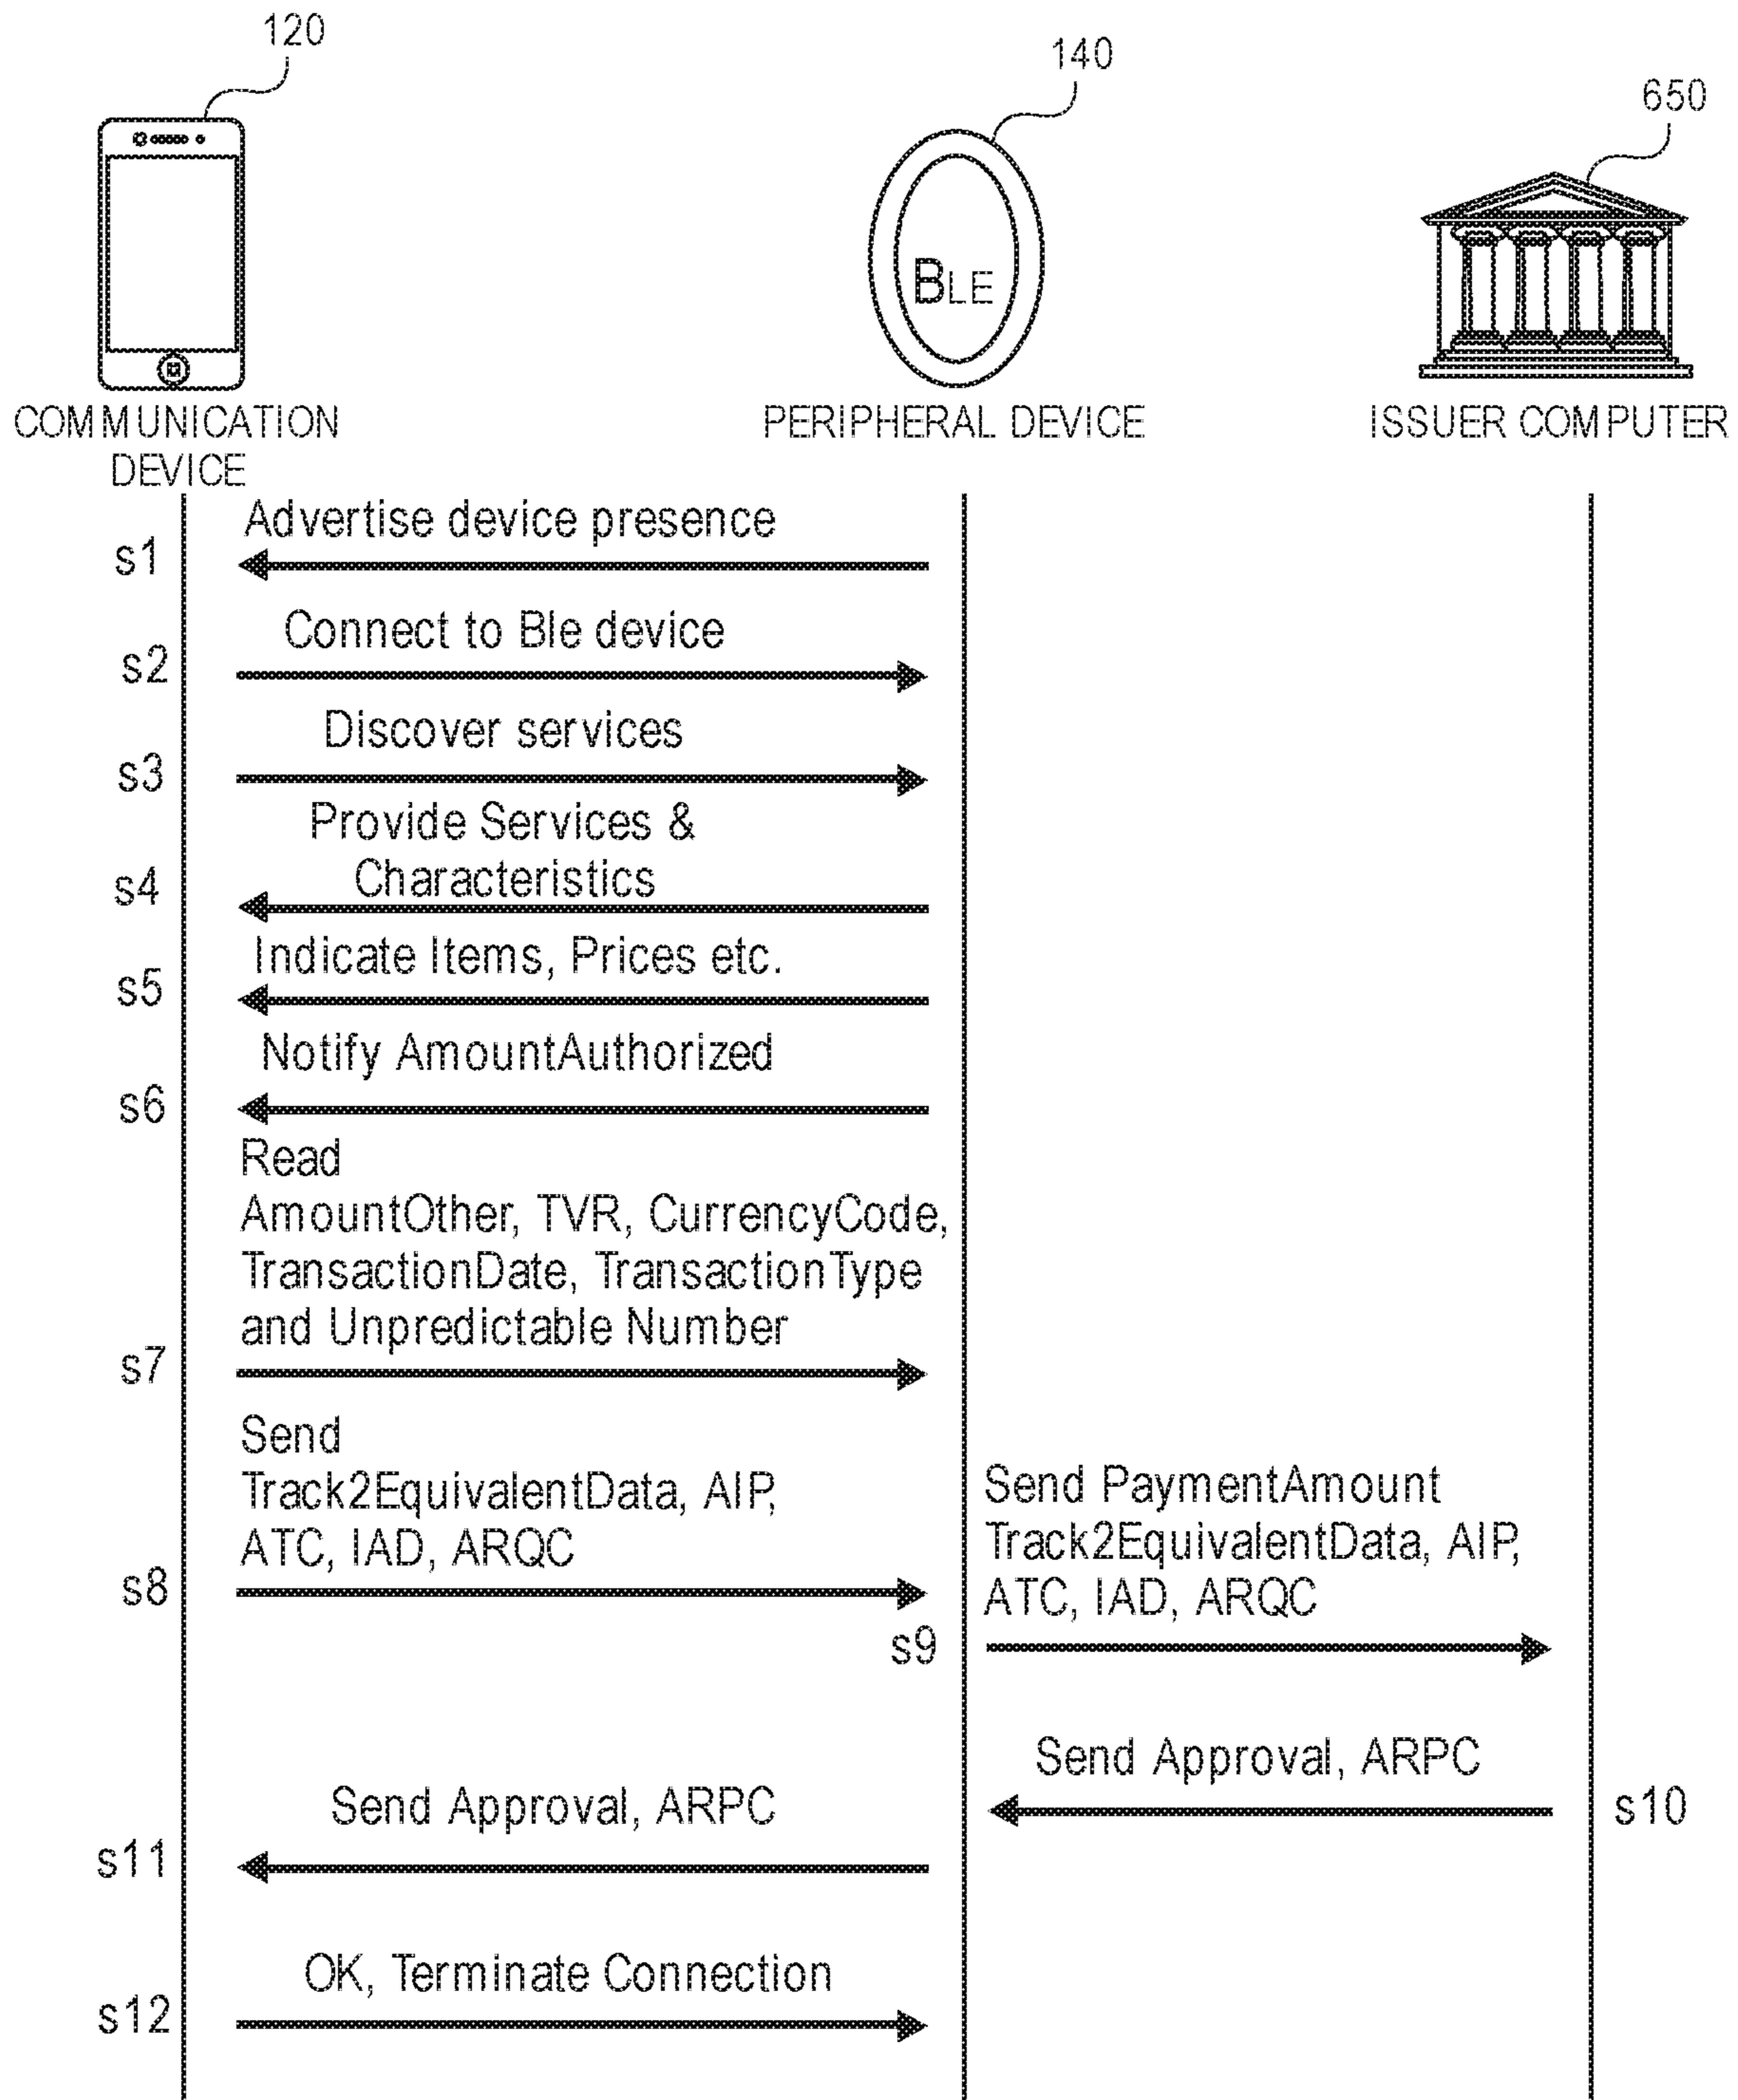 120
140
650
BLE
COMMUNICATION
DEVICE
PERIPHERAL DEVICE
ISSUER COMPUTER
Advertise device presence
s1
Connect to Ble device
s2
Discover services
s3
Provide Services &
Characteristics
s4
Indicate Items, Prices etc.
s5
Notify AmountAuthorized
s6
Read
AmountOther, TVR, CurrencyCode,
TransactionDate, TransactionType
and Unpredictable Number
s7
Send
Track2EquivalentData, AIP,
ATC, IAD, ARQC
s8
Send PaymentAmount
Track2EquivalentData, AIP,
ATC, IAD, ARQC
s9
Send Approval, ARPC
s10
Send Approval, ARPC
s11
OK, Terminate Connection
s12